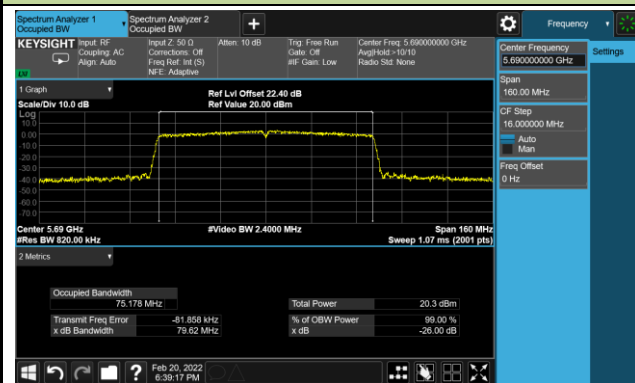 Spectrum Analyzer 1
Occupied BW
Spectrum Analyzer 2
Occupied BW
+
Frequency
KEYSIGHT
Input: RF
Coupling: AC
Align: Auto
Input Z: 50 Ω
Corrections: Off
Freq Ref: Int (S)
NFE: Adaptive
Atten: 10 dB
Trig: Free Run
Gate: Off
#IF Gain: Low
Center Freq: 5.690000000 GHz
Avg|Hold:>10/10
Radio Std: None
Center Frequency
5.690000000 GHz
Settings
Span
160.00 MHz
CF Step
16.000000 MHz
Auto
Man
Freq Offset
0 Hz
1 Graph
Scale/Div 10.0 dB
Ref Lvl Offset 22.40 dB
Ref Value 20.00 dBm
Log
10.0
0.00
-10.0
-20.0
-30.0
-40.0
-50.0
-60.0
-70.0
Center 5.69 GHz
#Video BW 2.4000 MHz
Span 160 MHz
#Res BW 820.00 kHz
Sweep 1.07 ms (2001 pts)
2 Metrics
Occupied Bandwidth
75.178 MHz
Total Power 20.3 dBm
Transmit Freq Error -81.858 kHz
% of OBW Power 99.00 %
x dB Bandwidth 79.62 MHz
x dB -26.00 dB
?
Feb 20, 2022
6:39:17 PM